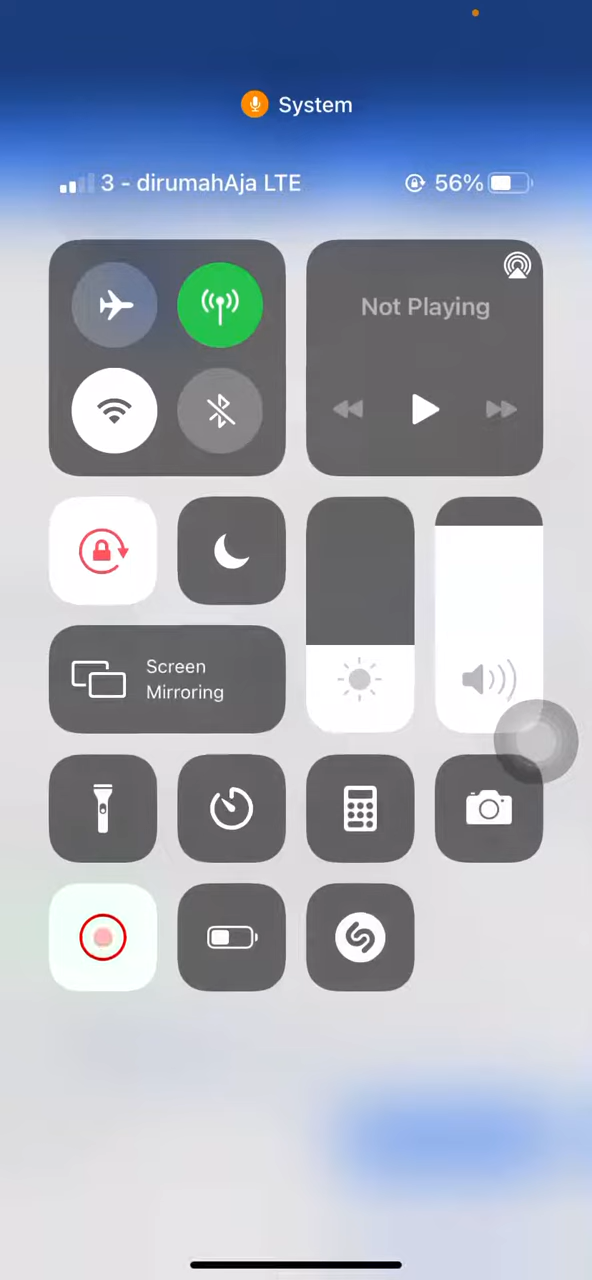 System
3 - dirumahAja LTE
56%
Not Playing
Screen
Mirroring